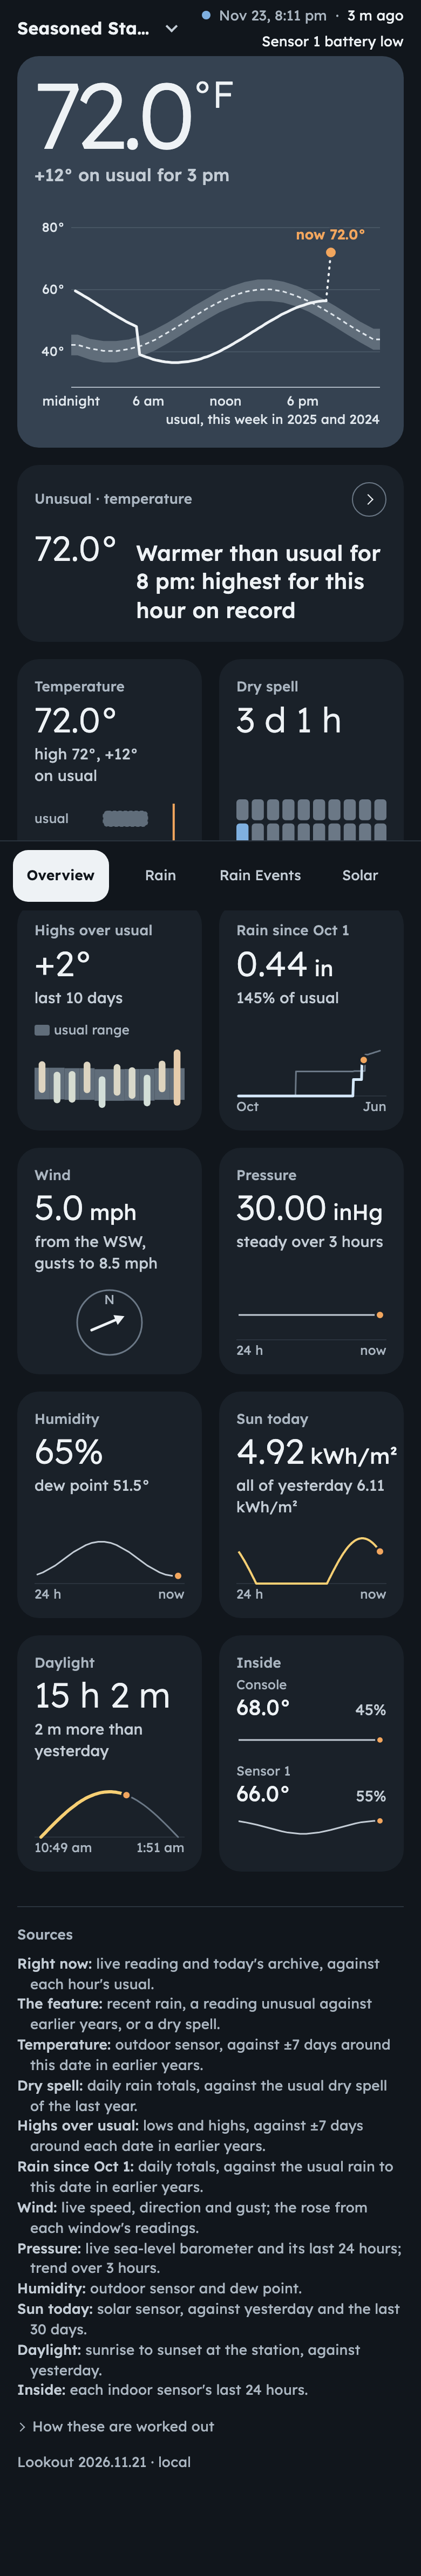 Seasoned Sta...
Nov 23, 8:11 pm · 3 m ago
Sensor 1 battery low
72.0°F
+12° on usual for 3 pm
80°
now 72.0°
60°
40°
midnight 6 am noon 6 pm
usual, this week in 2025 and 2024
Unusual · temperature
72.0°
Warmer than usual for
8 pm: highest for this
hour on record
Temperature
72.0°
high 72°, +12°
on usual
usual
Dry spell
3 d 1 h
Overview Rain Rain Events Solar
Highs over usual
+2°
last 10 days
usual range
Rain since Oct 1
0.44 in
145% of usual
Oct Jun
Wind
5.0 mph
from the WSW,
gusts to 8.5 mph
N
Pressure
30.00 inHg
steady over 3 hours
24 h now
Humidity
65%
dew point 51.5°
24 h now
Sun today
4.92 kWh/m²
all of yesterday 6.11
kWh/m²
24 h now
Daylight
15 h 2 m
2 m more than
yesterday
10:49 am 1:51 am
Inside
Console
68.0° 45%
Sensor 1
66.0° 55%
Sources
Right now: live reading and today's archive, against
each hour's usual.
The feature: recent rain, a reading unusual against
earlier years, or a dry spell.
Temperature: outdoor sensor, against ±7 days around
this date in earlier years.
Dry spell: daily rain totals, against the usual dry spell
of the last year.
Highs over usual: lows and highs, against ±7 days
around each date in earlier years.
Rain since Oct 1: daily totals, against the usual rain to
this date in earlier years.
Wind: live speed, direction and gust; the rose from
each window's readings.
Pressure: live sea-level barometer and its last 24 hours;
trend over 3 hours.
Humidity: outdoor sensor and dew point.
Sun today: solar sensor, against yesterday and the last
30 days.
Daylight: sunrise to sunset at the station, against
yesterday.
Inside: each indoor sensor's last 24 hours.
How these are worked out
Lookout 2026.11.21 · local